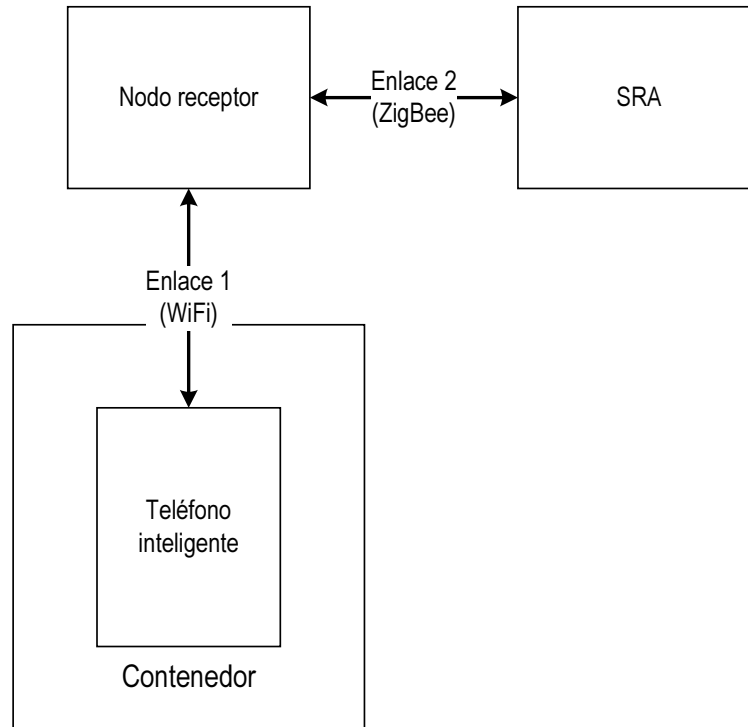 Nodo receptor
Enlace 2
(ZigBee)
SRA
Enlace 1
(WiFi)
Teléfono
inteligente
Contenedor